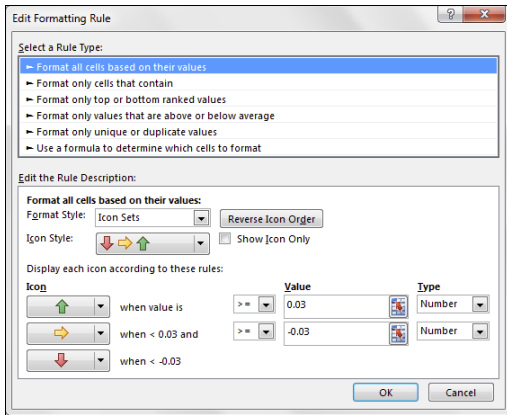 Edit Formatting Rule
Select a Rule Type:
► Format all cells based on their values
► Format only cells that contain
► Format only top or bottom ranked values
► Format only values that are above or below average
► Format only unique or duplicate values
► Use a formula to determine which cells to format
Edit the Rule Description:
Format all cells based on their values:
Format Style: Icon Sets Reverse Icon Order
Icon Style: Show Icon Only
Display each icon according to these rules:
Icon Value Type
when value is >= 0.03 Number
when < 0.03 and >= -0.03 Number
when < -0.03
OK Cancel